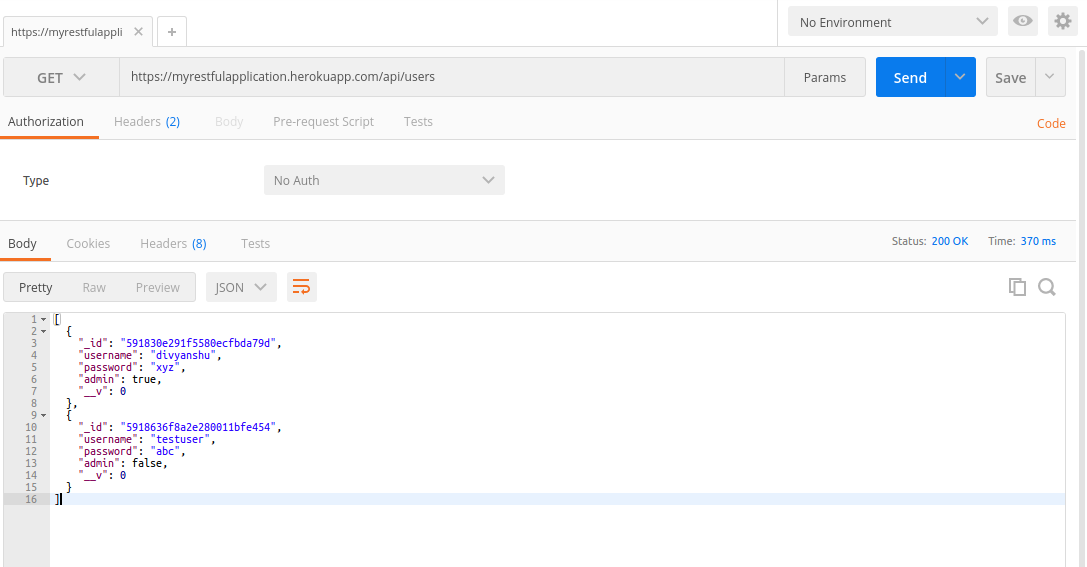 https://myrestfulappli ✕ +
No Environment
GET https://myrestfulapplication.herokuapp.com/api/users Params Send Save
Authorization Headers (2) Body Pre-request Script Tests Code
Type No Auth
Body Cookies Headers (8) Tests Status: 200 OK Time: 370 ms
Pretty Raw Preview JSON
1 [
2 {
3 "_id": "591830e291f5580ecfbda79d",
4 "username": "divyanshu",
5 "password": "xyz",
6 "admin": true,
7 "__v": 0
8 },
9 {
10 "_id": "5918636f8a2e280011bfe454",
11 "username": "testuser",
12 "password": "abc",
13 "admin": false,
14 "__v": 0
15 }
16 ]